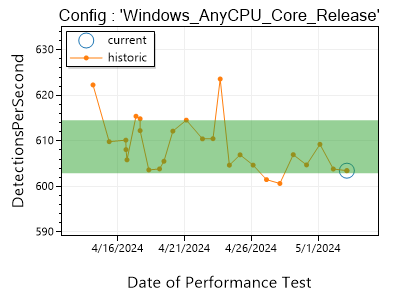 Config : 'Windows_AnyCPU_Core_Release'
current
historic
DetectionsPerSecond
630
620
610
600
590
4/16/2024 4/21/2024 4/26/2024 5/1/2024
Date of Performance Test